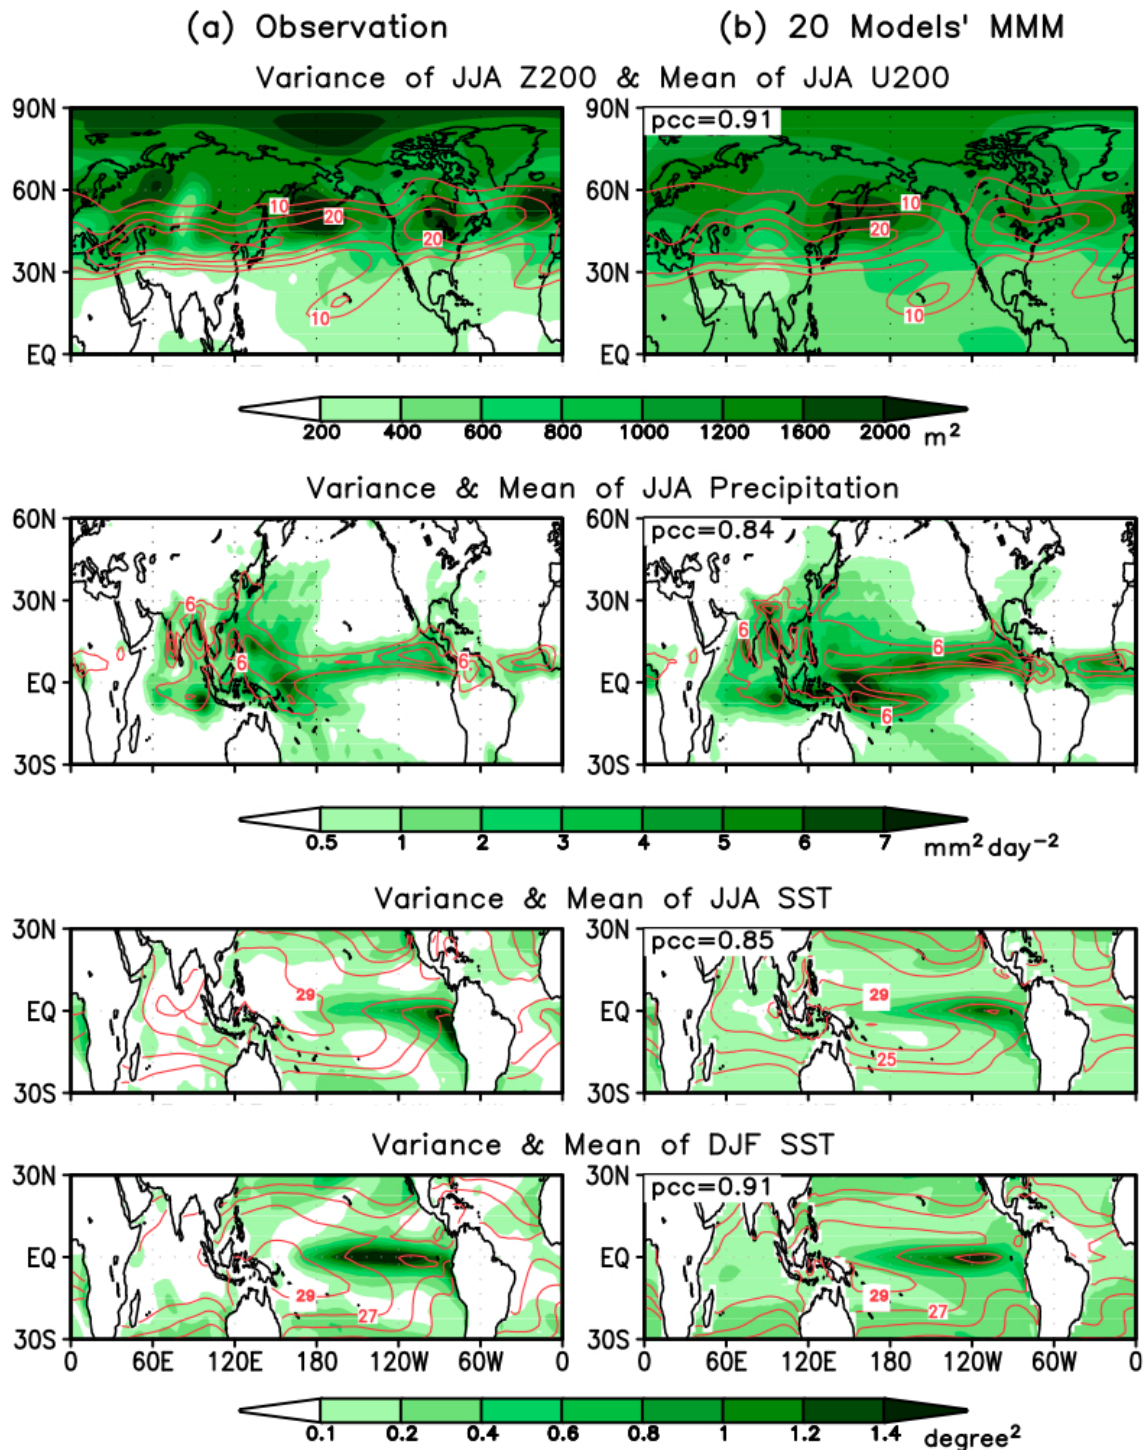 (a) Observation (b) 20 Models' MMM
Variance of JJA Z200 & Mean of JJA U200
90N
60N
30N
EQ
10
20
20
10
pcc=0.91
90N
60N
30N
EQ
10
20
10
200 400 600 800 1000 1200 1600 2000 m²
Variance & Mean of JJA Precipitation
60N
30N
EQ
30S
6
6
6
pcc=0.84
60N
30N
EQ
30S
6
6
6
0.5 1 2 3 4 5 6 7 mm² day⁻²
Variance & Mean of JJA SST
30N
EQ
30S
29
pcc=0.85
30N
EQ
30S
29
25
Variance & Mean of DJF SST
30N
EQ
30S
29
27
0 60E 120E 180 120W 60W 0
pcc=0.91
30N
EQ
30S
29
27
0 60E 120E 180 120W 60W 0
0.1 0.2 0.4 0.6 0.8 1 1.2 1.4 degree²